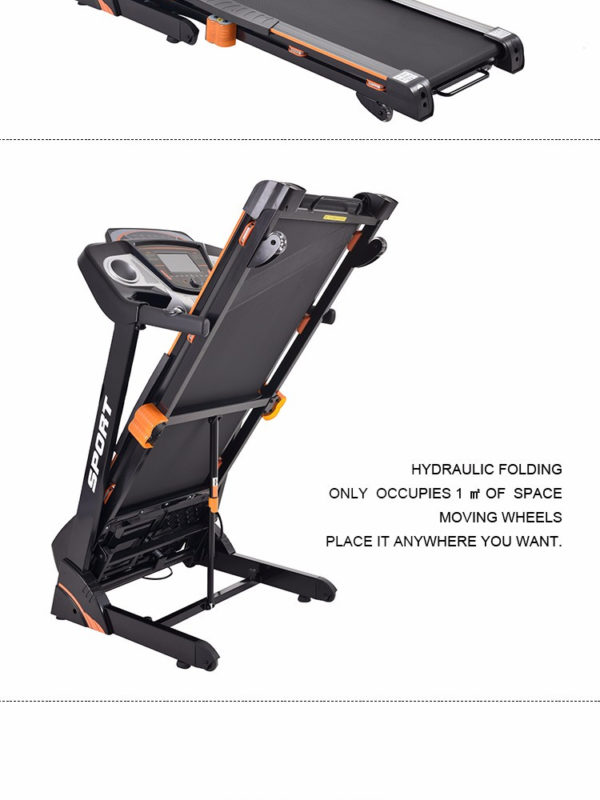 SPORT
HYDRAULIC FOLDING
ONLY OCCUPIES 1 ㎡ OF SPACE
MOVING WHEELS
PLACE IT ANYWHERE YOU WANT.